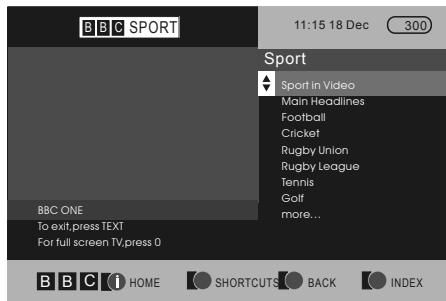 BBC SPORT
11:15 18 Dec 300
Sport
Sport in Video
Main Headlines
Football
Cricket
Rugby Union
Rugby League
Tennis
Golf
more...
BBC ONE
To exit,press TEXT
For full screen TV,press 0
BBCi HOME SHORTCUTS BACK INDEX